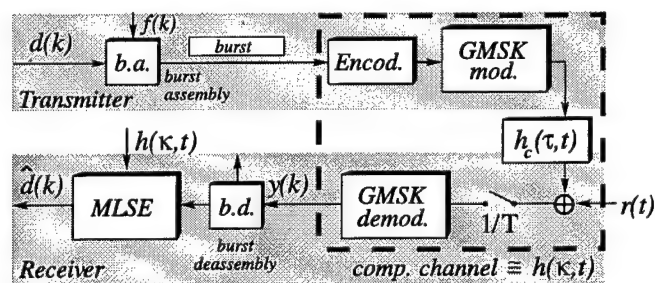 f(k)
d(k)
burst
b.a.
Encod.
GMSK
mod.
burst
assembly
Transmitter
h(κ,t)
h_c(τ,t)
d̂(k)
MLSE
b.d.
y(k)
GMSK
demod.
1/T
⊕
r(t)
burst
deassembly
Receiver
comp. channel ≅ h(κ,t)